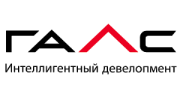 ГАЛС
Интеллигентный девелопмент